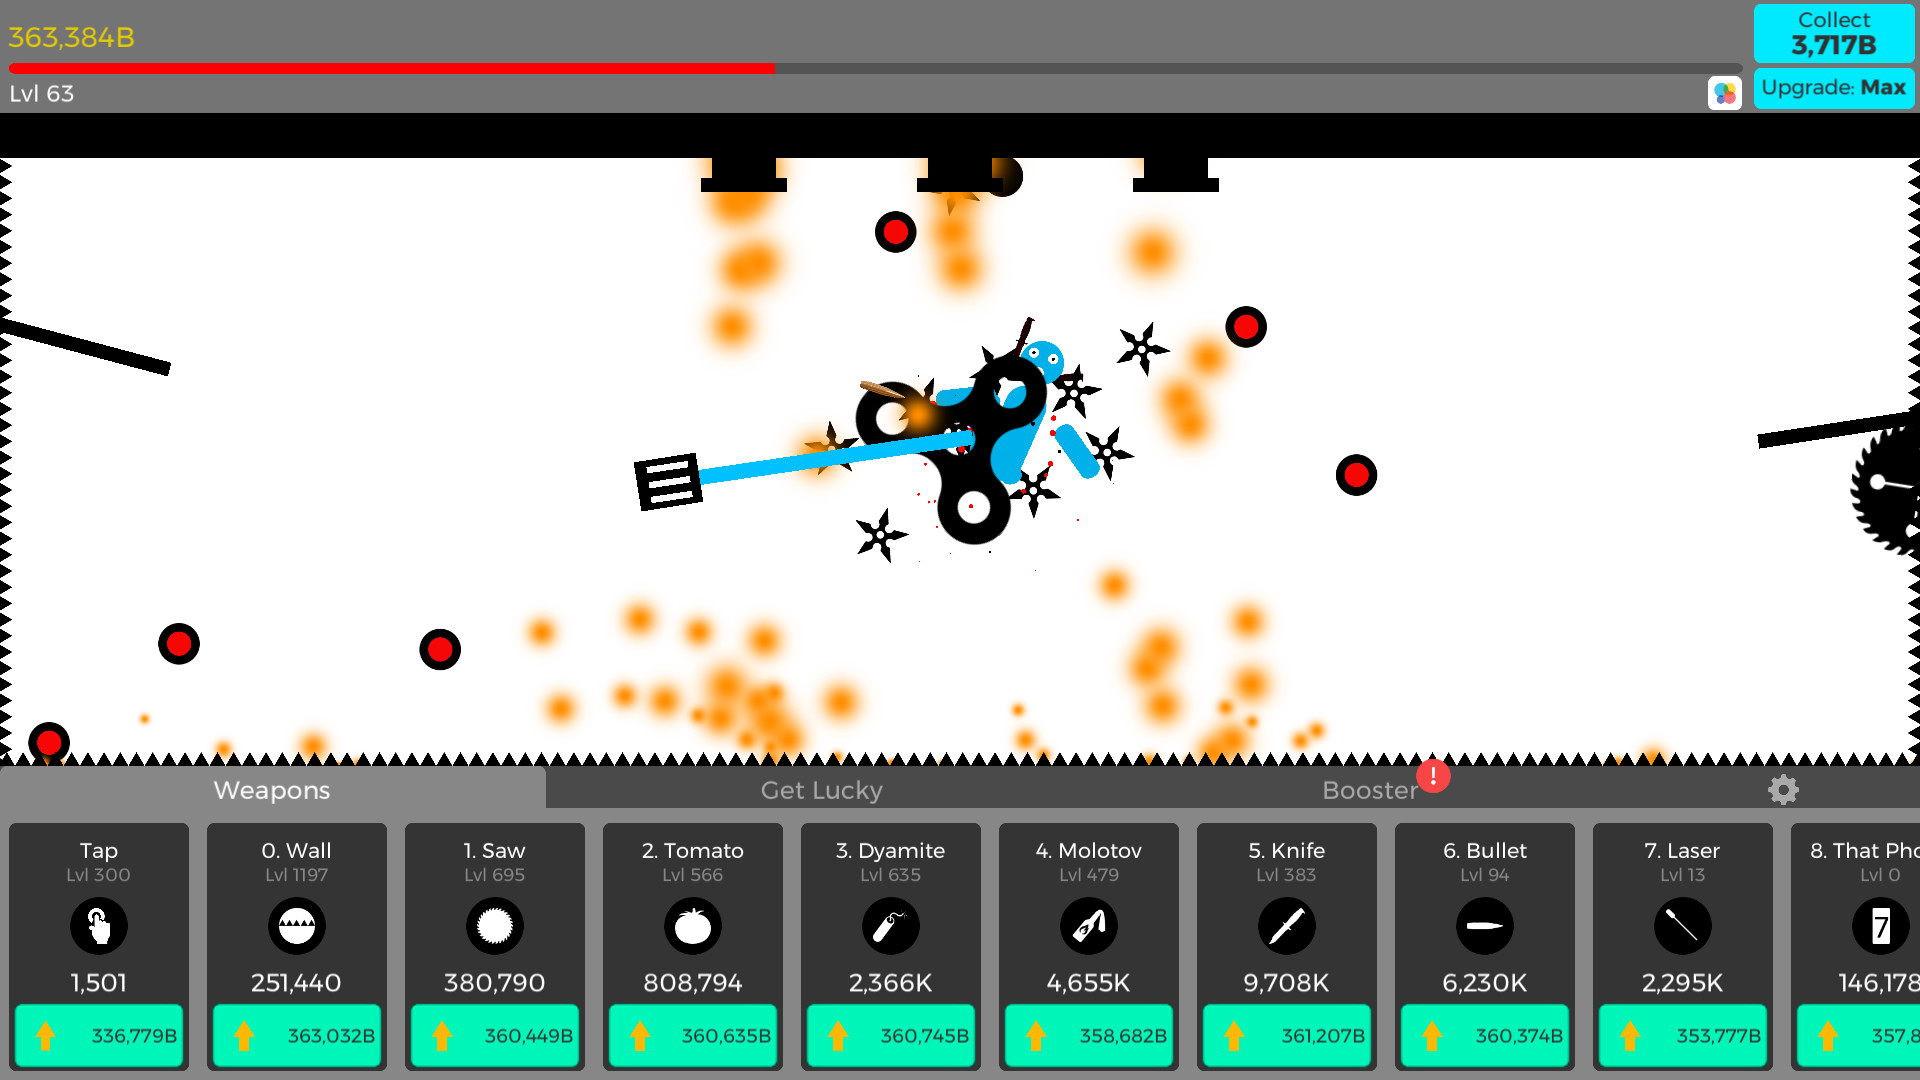 363,384B
Collect
3,717B
Upgrade: Max
Lvl 63
Weapons
Get Lucky
Booster
!
Tap
Lvl 300
1,501
336,779B
0. Wall
Lvl 1197
251,440
363,032B
1. Saw
Lvl 695
380,790
360,449B
2. Tomato
Lvl 566
808,794
360,635B
3. Dyamite
Lvl 635
2,366K
360,745B
4. Molotov
Lvl 479
4,655K
358,682B
5. Knife
Lvl 383
9,708K
361,207B
6. Bullet
Lvl 94
6,230K
360,374B
7. Laser
Lvl 13
2,295K
353,777B
8. That Pho
Lvl 0
7
146,178
357,8